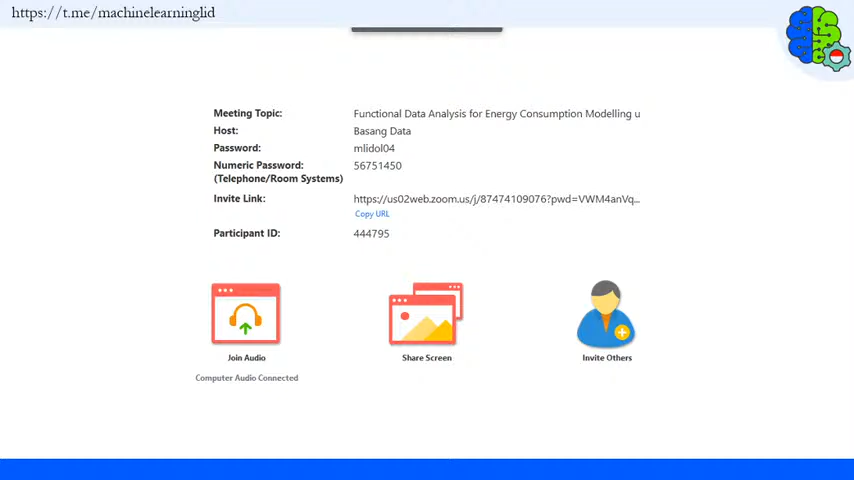 https://t.me/machinelearninglid
Meeting Topic: Functional Data Analysis for Energy Consumption Modelling u
Host: Basang Data
Password: mlidol04
Numeric Password: 56751450
(Telephone/Room Systems)
Invite Link: https://us02web.zoom.us/j/87474109076?pwd=VWM4anVq...
Copy URL
Participant ID: 444795
Join Audio
Share Screen
Invite Others
Computer Audio Connected